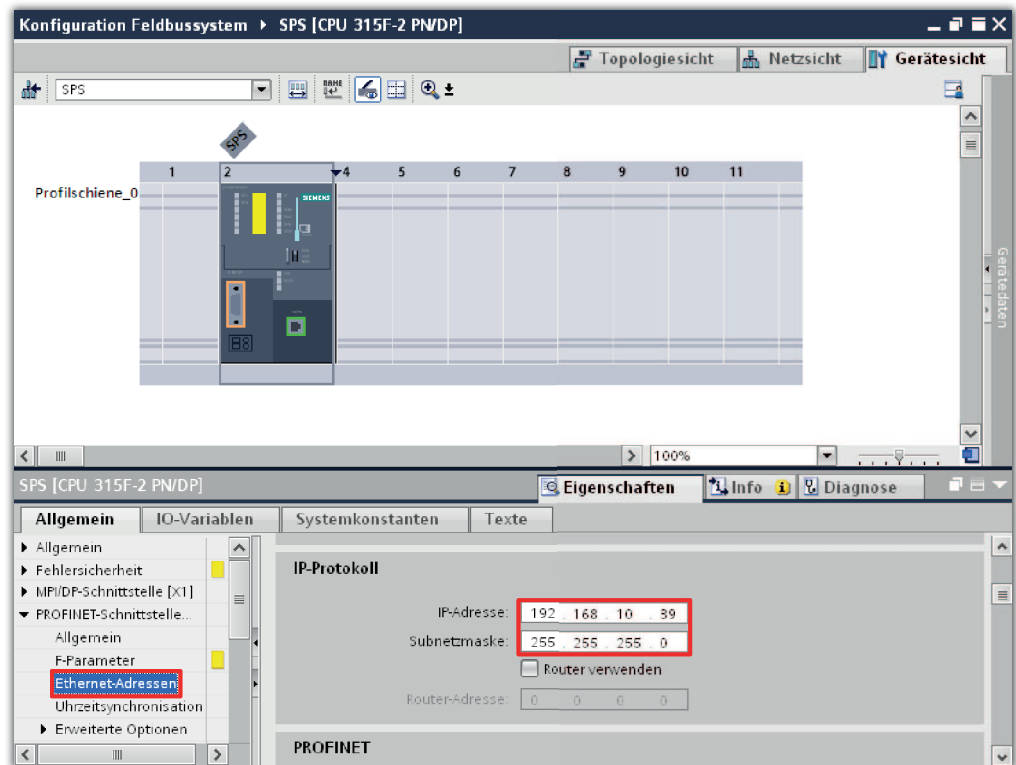 Konfiguration Feldbussystem ▸ SPS [CPU 315F-2 PN/DP]
Topologiesicht Netzsicht Gerätesicht
SPS
SPS
1 2 4 5 6 7 8 9 10 11
Profilschiene_0
SIEMENS
Gerätedaten
100%
SPS [CPU 315F-2 PN/DP]
Eigenschaften Info Diagnose
Allgemein IO-Variablen Systemkonstanten Texte
Allgemein
Fehlersicherheit
MPI/DP-Schnittstelle [X1]
PROFINET-Schnittstelle...
Allgemein
F-Parameter
Ethernet-Adressen
Uhrzeitsynchronisation
Erweiterte Optionen
IP-Protokoll
IP-Adresse: 192 . 168 . 10 . 39
Subnetzmaske: 255 . 255 . 255 . 0
Router verwenden
Router-Adresse: 0 . 0 . 0 . 0
PROFINET